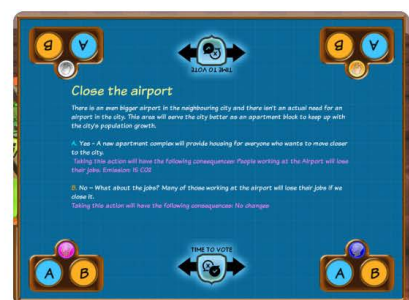 B A
TIME TO VOTE
B A
Close the airport
There is an even bigger airport in the neighbouring city and there isn't an actual need for an
airport in the city. This area will serve the city better as an apartment block to keep up with
the city's population growth.
A. Yes - A new apartment complex will provide housing for everyone who wants to move closer
to the city.
Taking this action will have the following consequences: People working at the Airport will lose
their jobs. Emission: 15 CO2
B. No - What about the jobs? Many of those working at the airport will lose their jobs if we
close it.
Taking this action will have the following consequences: No changes
TIME TO VOTE
A B
A B